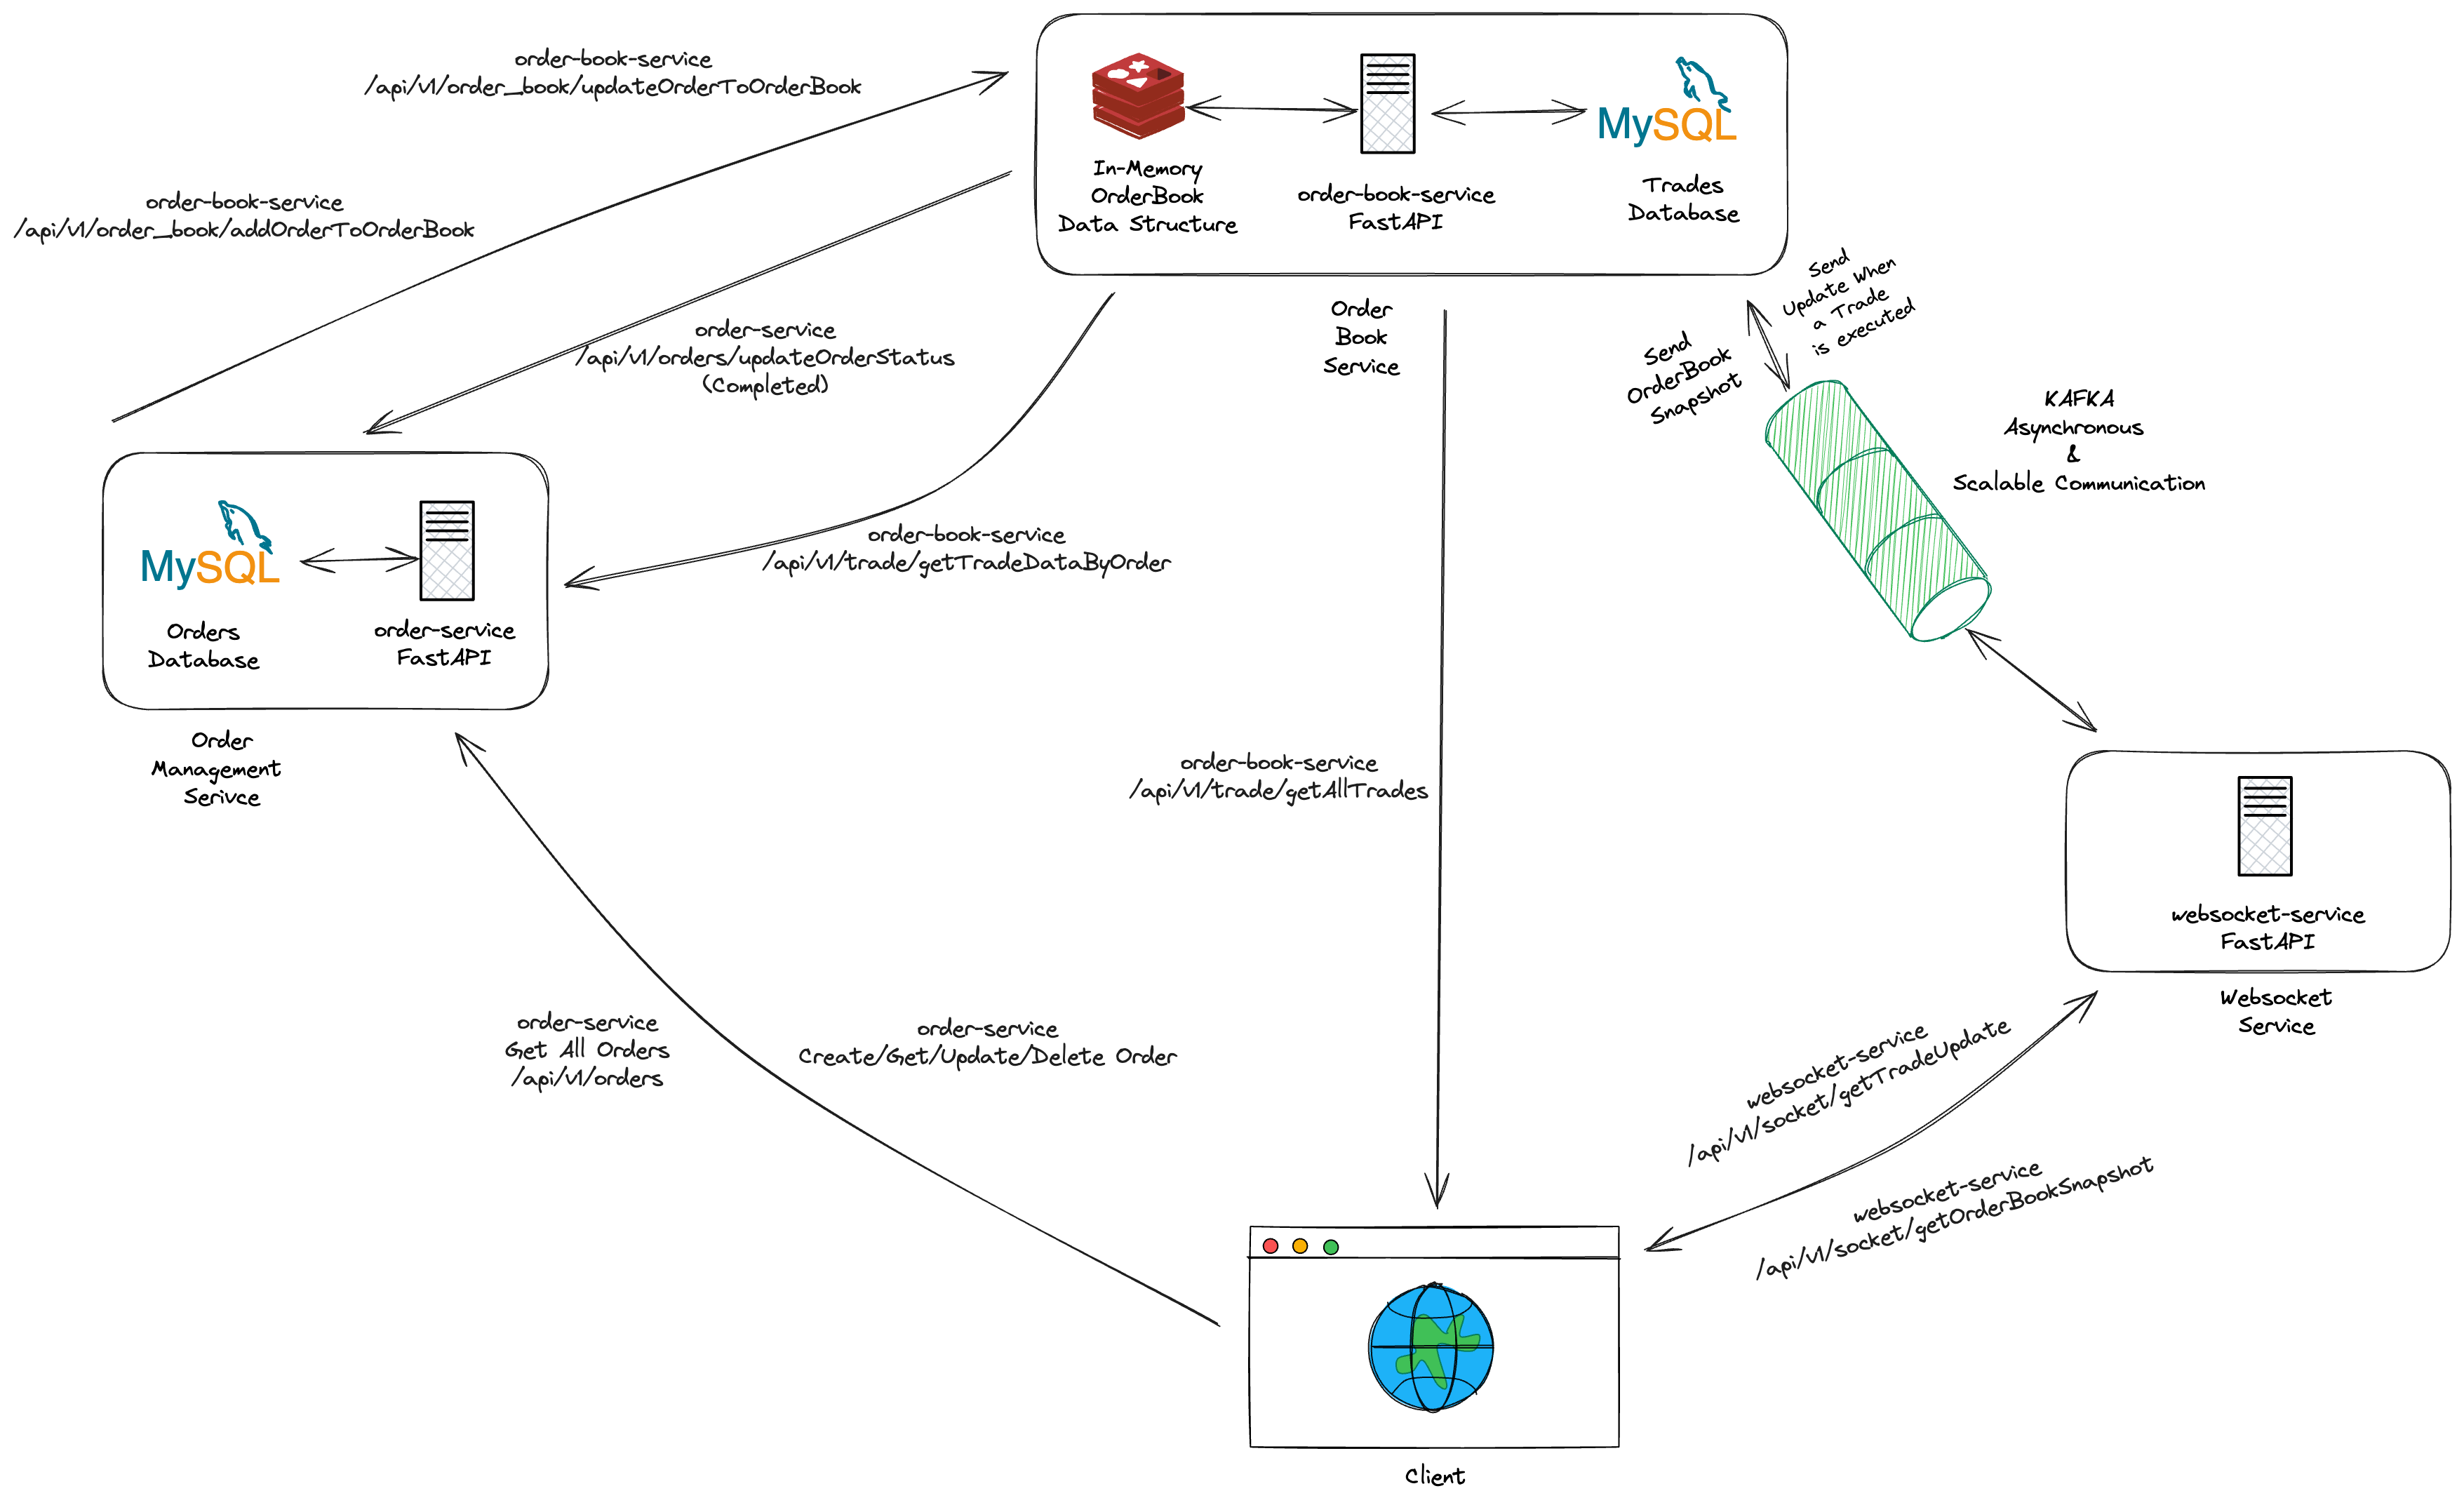 order-book-service
/api/v1/order_book/updateOrderToOrderBook
order-book-service
/api/v1/order_book/addOrderToOrderBook
In-Memory
OrderBook
Data Structure
order-book-service
FastAPI
MySQL
Trades
Database
Order
Book
Service
order-service
/api/v1/orders/updateOrderStatus
(Completed)
Send
Update When
a Trade
is executed
Send
OrderBook
Snapshot
KAFKA
Asynchronous
&
Scalable Communication
MySQL
Orders
Database
order-service
FastAPI
Order
Management
Serivce
order-book-service
/api/v1/trade/getTradeDataByOrder
order-book-service
/api/v1/trade/getAllTrades
websocket-service
FastAPI
Websocket
Service
order-service
Get All Orders
/api/v1/orders
order-service
Create/Get/Update/Delete Order
websocket-service
/api/v1/socket/getTradeUpdate
websocket-service
/api/v1/socket/getOrderBookSnapshot
Client